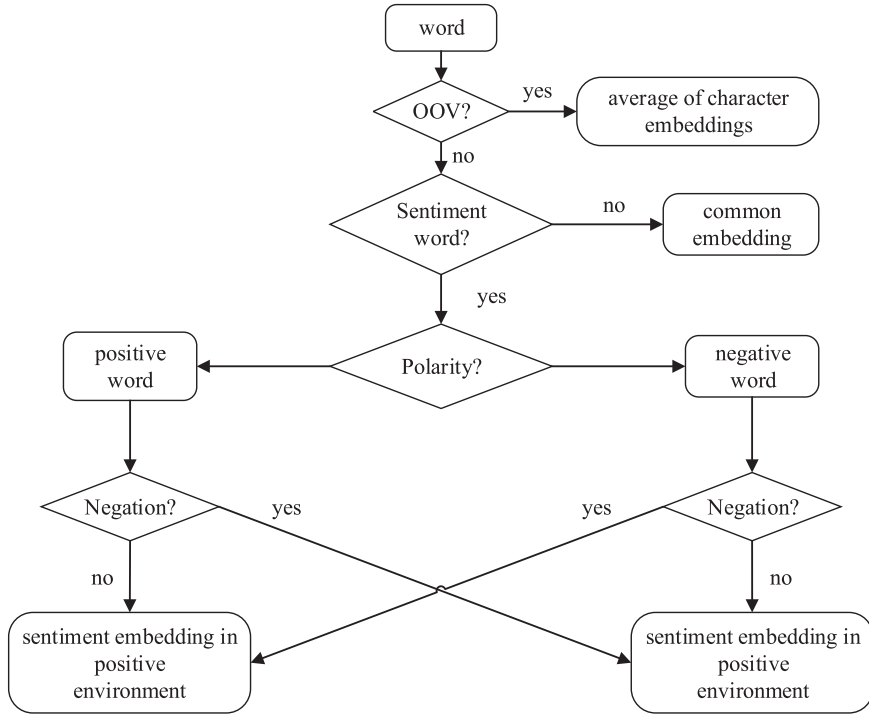 word
OOV?
yes
average of character
embeddings
no
Sentiment
word?
no
common
embedding
yes
positive
word
Polarity?
negative
word
Negation?
yes
yes
Negation?
no
no
sentiment embedding in
positive
environment
sentiment embedding in
positive
environment